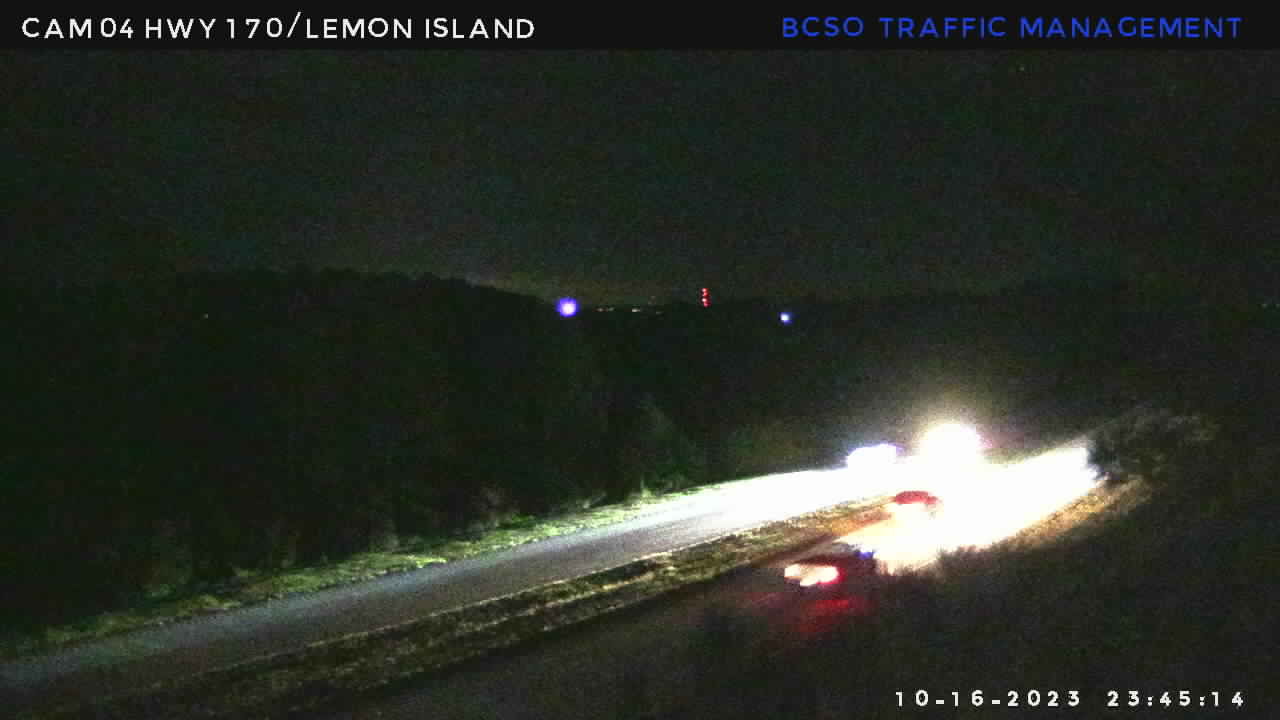 CAM04 HWY 170/LEMON ISLAND
BCSO TRAFFIC MANAGEMENT
10-16-2023 23:45:14